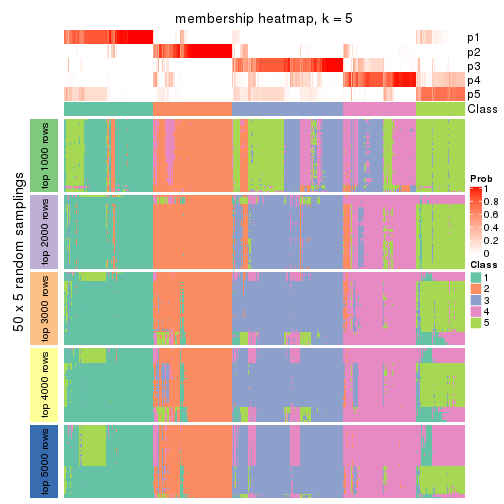 membership heatmap, k = 5
p1
p2
p3
p4
p5
Class
50 x 5 random samplings
top 1000 rows
top 2000 rows
top 3000 rows
top 4000 rows
top 5000 rows
Prob
1
0.8
0.6
0.4
0.2
0
Class
1
2
3
4
5